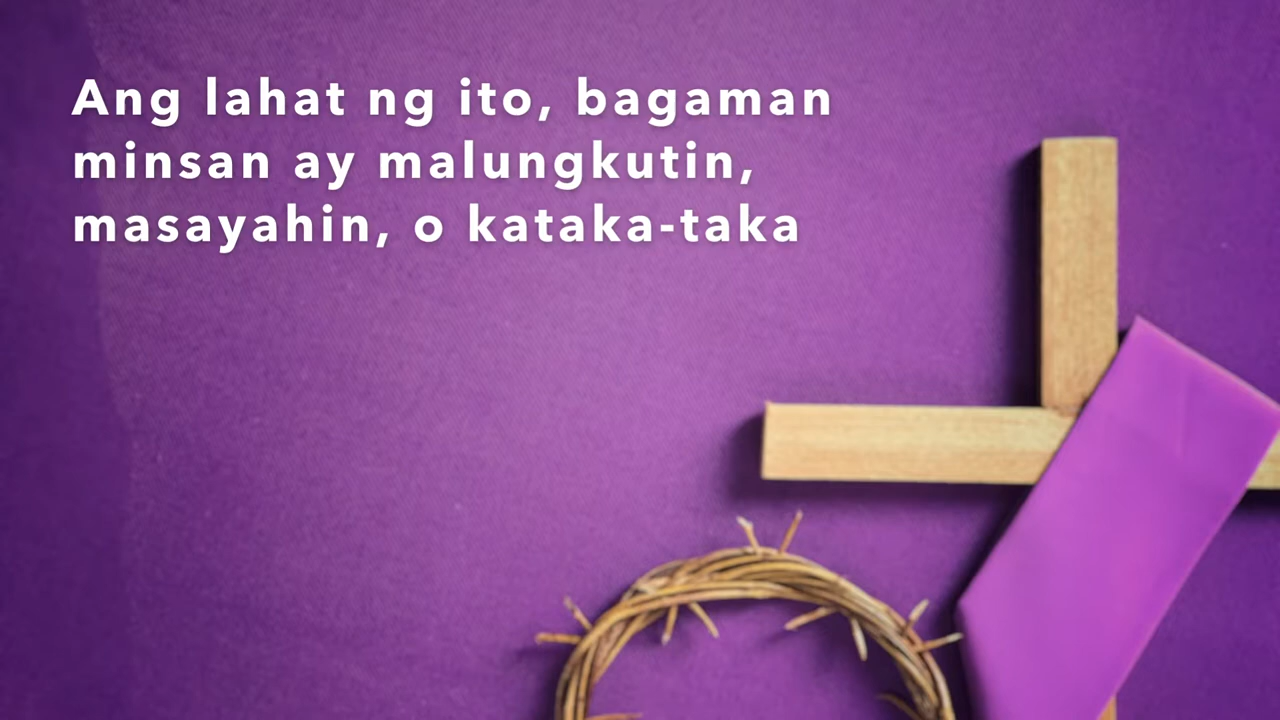 Ang lahat ng ito, bagaman
minsan ay malungkutin,
masayahin, o kataka-taka